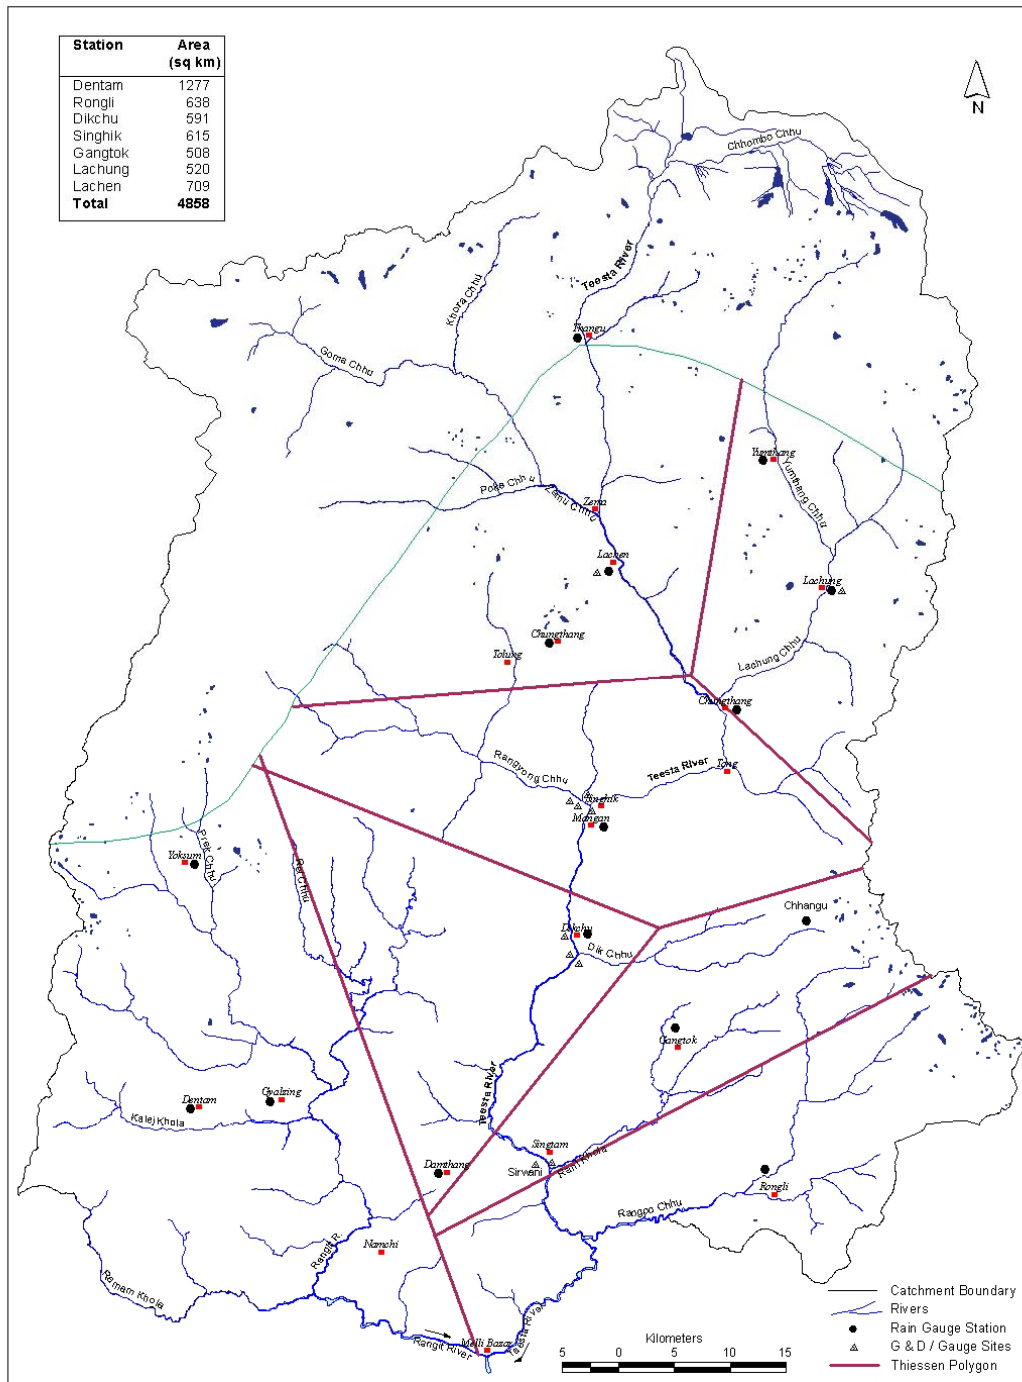 Station Area
(sq km)
Dentam 1277
Rongli 638
Dikchu 591
Singhik 615
Gangtok 508
Lachung 520
Lachen 709
Total 4858
N
Chhombo Chhu
Teesta River
Khora Chhu
Thangu
Goma Chhu
Yumthang
Yumthang Chhu
Poke Chhu
Zemu Chhu
Zema
Lachen
Lachung
Chungthang
Tolung
Lachung Chhu
Chungthang
Rangyong Chhu
Teesta River
Tong
Singhik
Mangan
Prek Chhu
Yoksum
Rei Chhu
Chhangu
Dikchu
Dik Chhu
Gangtok
Teesta River
Dentam
Gyalzing
Kalej Khola
Singtam
Sirwani
Rani Khola
Damthang
Rongli
Rangpo Chhu
Namchi
Rangit R.
Ramam Khola
Rangit River
Melli Bazar
Teesta River
Kilometers
5 0 5 10 15
Catchment Boundary
Rivers
Rain Gauge Station
G & D / Gauge Sites
Thiessen Polygon